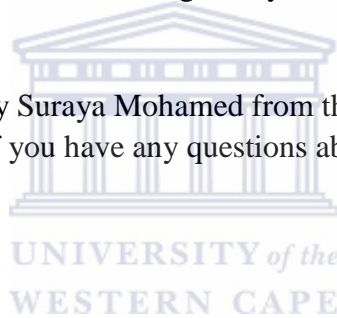 y Suraya Mohamed from th
you have any questions ab
UNIVERSITY of the
WESTERN CAPE